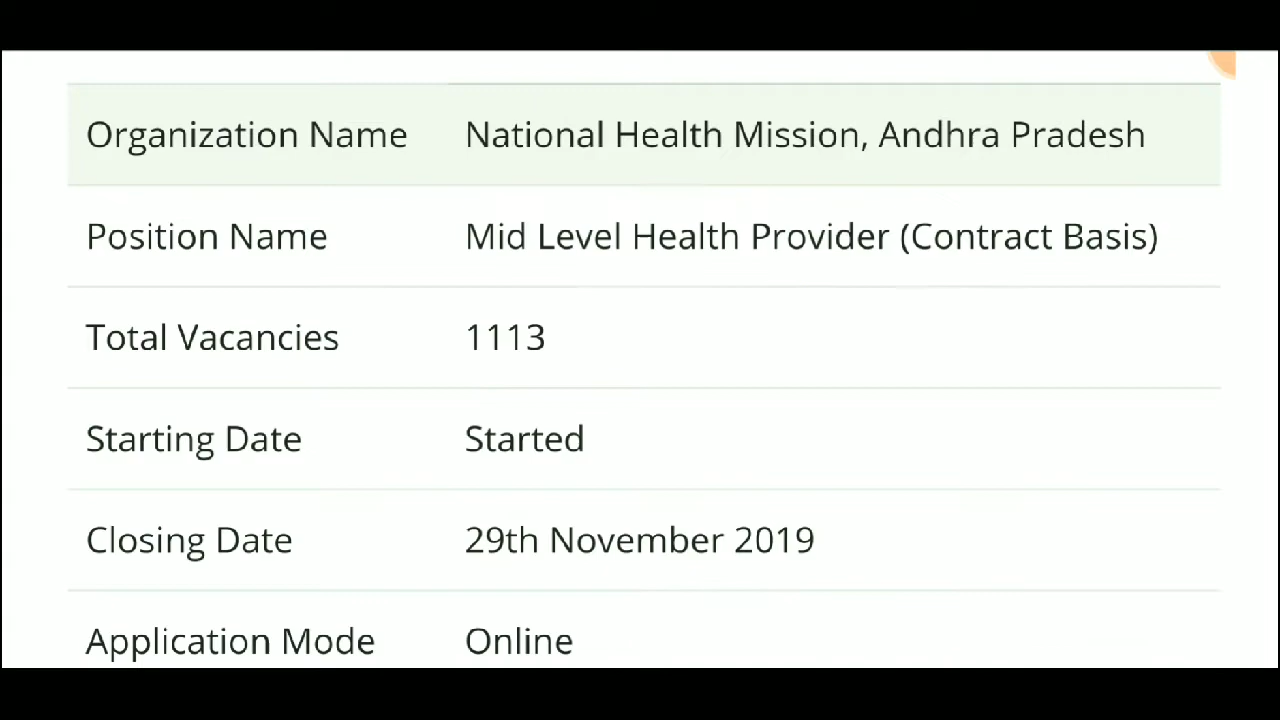 Organization Name National Health Mission, Andhra Pradesh
Position Name Mid Level Health Provider (Contract Basis)
Total Vacancies 1113
Starting Date Started
Closing Date 29th November 2019
Application Mode Online